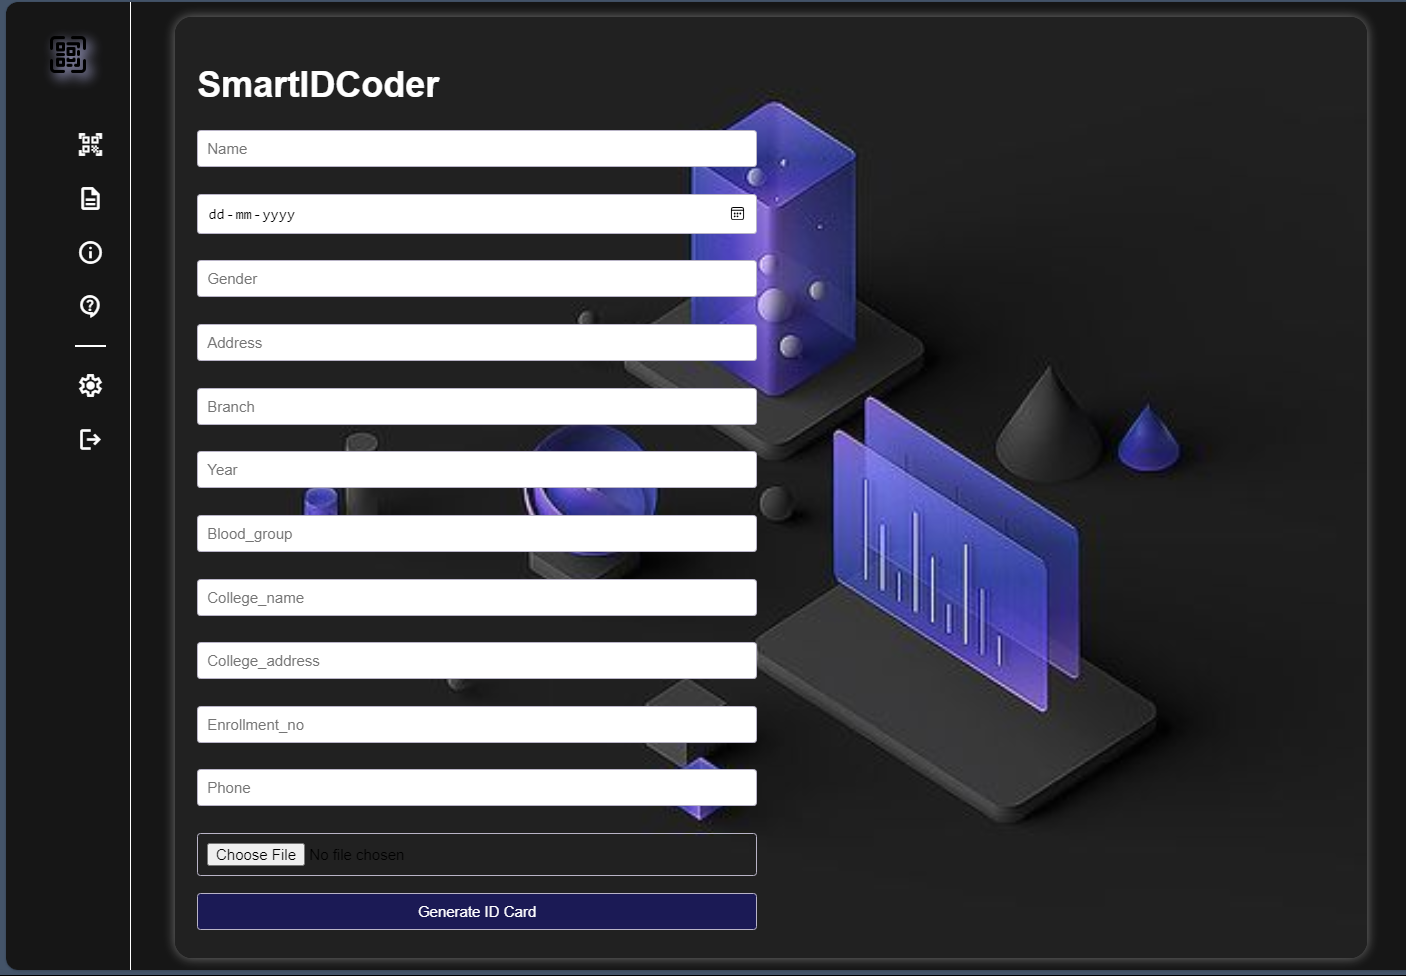 SmartIDCoder
Name
dd-mm-yyyy
Gender
Address
Branch
Year
Blood_group
College_name
College_address
Enrollment_no
Phone
Choose File No file chosen
Generate ID Card